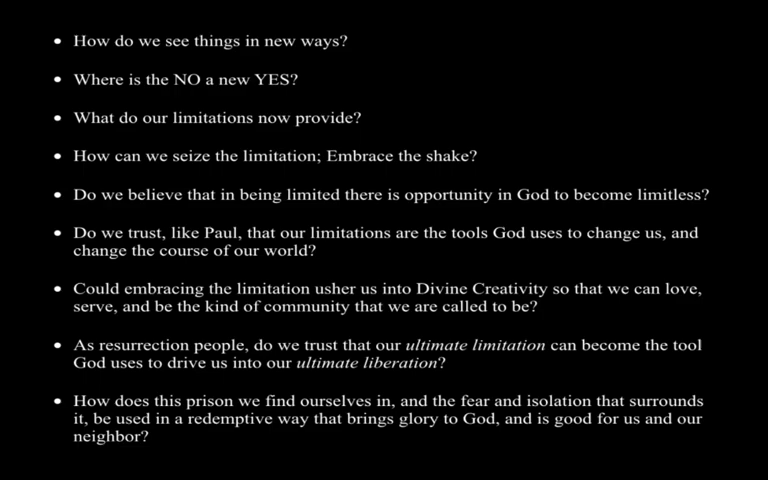 • How do we see things in new ways?
• Where is the NO a new YES?
• What do our limitations now provide?
• How can we seize the limitation; Embrace the shake?
• Do we believe that in being limited there is opportunity in God to become limitless?
• Do we trust, like Paul, that our limitations are the tools God uses to change us, and
change the course of our world?
• Could embracing the limitation usher us into Divine Creativity so that we can love,
serve, and be the kind of community that we are called to be?
• As resurrection people, do we trust that our ultimate limitation can become the tool
God uses to drive us into our ultimate liberation?
• How does this prison we find ourselves in, and the fear and isolation that surrounds
it, be used in a redemptive way that brings glory to God, and is good for us and our
neighbor?